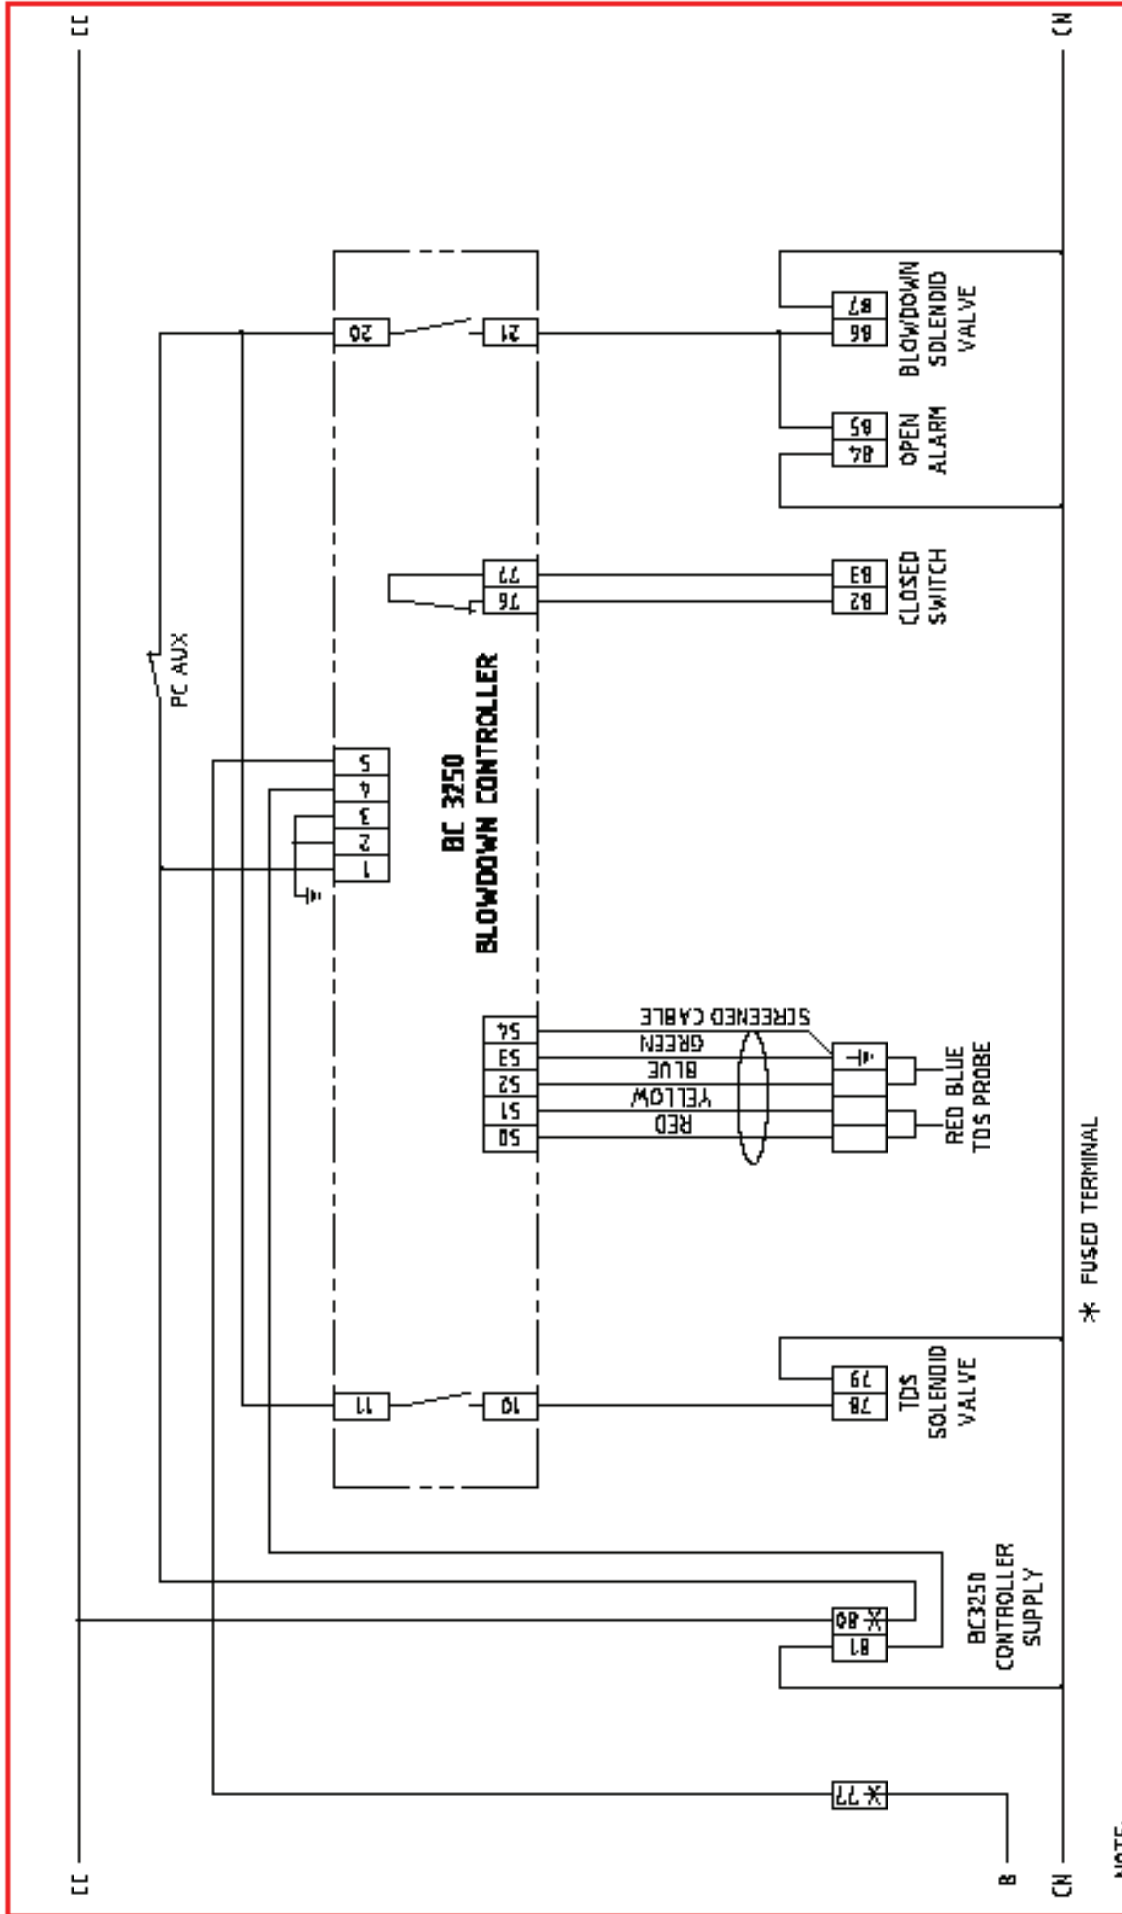 CC
CC
PC AUX
5
4
3
2
1
20
21
77
76
11
10
54
53
52
51
50
BC 3250
BLOWDOWN CONTROLLER
SCREENED CABLE
GREEN
BLUE
YELLOW
RED
*77
*80
81
BC3250
CONTROLLER
SUPPLY
79
78
TDS
SOLENOID
VALVE
RED BLUE
TDS PROBE
83
82
CLOSED
SWITCH
85
84
OPEN
ALARM
87
86
BLOWDOWN
SOLENOID
VALVE
B
CN
CN
* FUSED TERMINAL
NOTE: